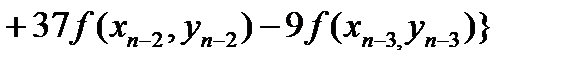 +37f(x_{n-2}, y_{n-2}) - 9f(x_{n-3,} y_{n-3})}